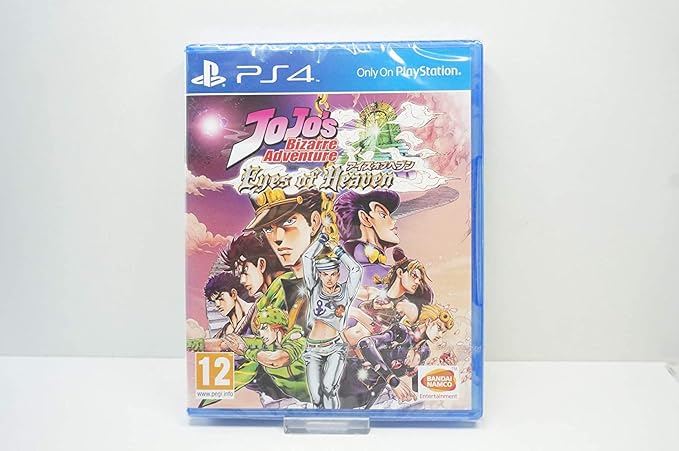 PS4™
Only On PlayStation®
JoJo's
Bizarre
Adventure
アイズオブヘブン
Eyes of Heaven
12
www.pegi.info
BANDAI
NAMCO
Entertainment